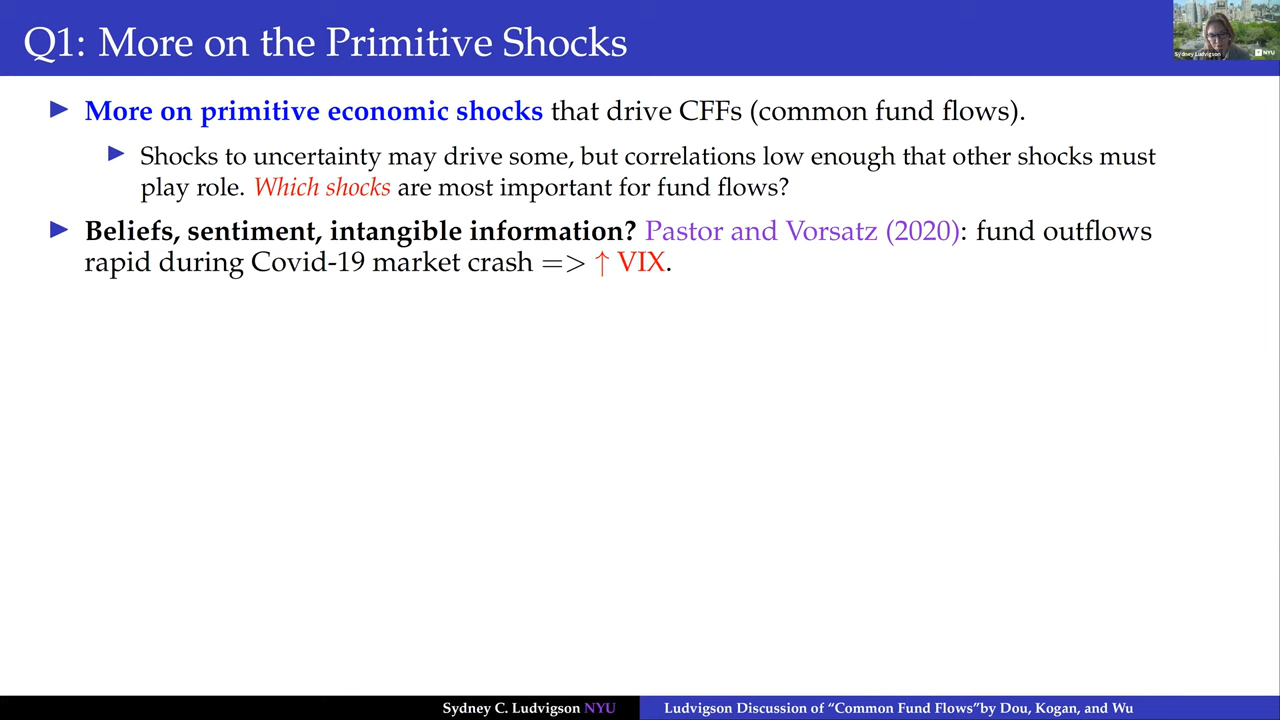 Q1: More on the Primitive Shocks
Sydney Ludvigson
NYU
More on primitive economic shocks that drive CFFs (common fund flows).
Shocks to uncertainty may drive some, but correlations low enough that other shocks must
play role. Which shocks are most important for fund flows?
Beliefs, sentiment, intangible information? Pastor and Vorsatz (2020): fund outflows
rapid during Covid-19 market crash => ↑ VIX.
Sydney C. Ludvigson NYU
Ludvigson Discussion of “Common Fund Flows”by Dou, Kogan, and Wu